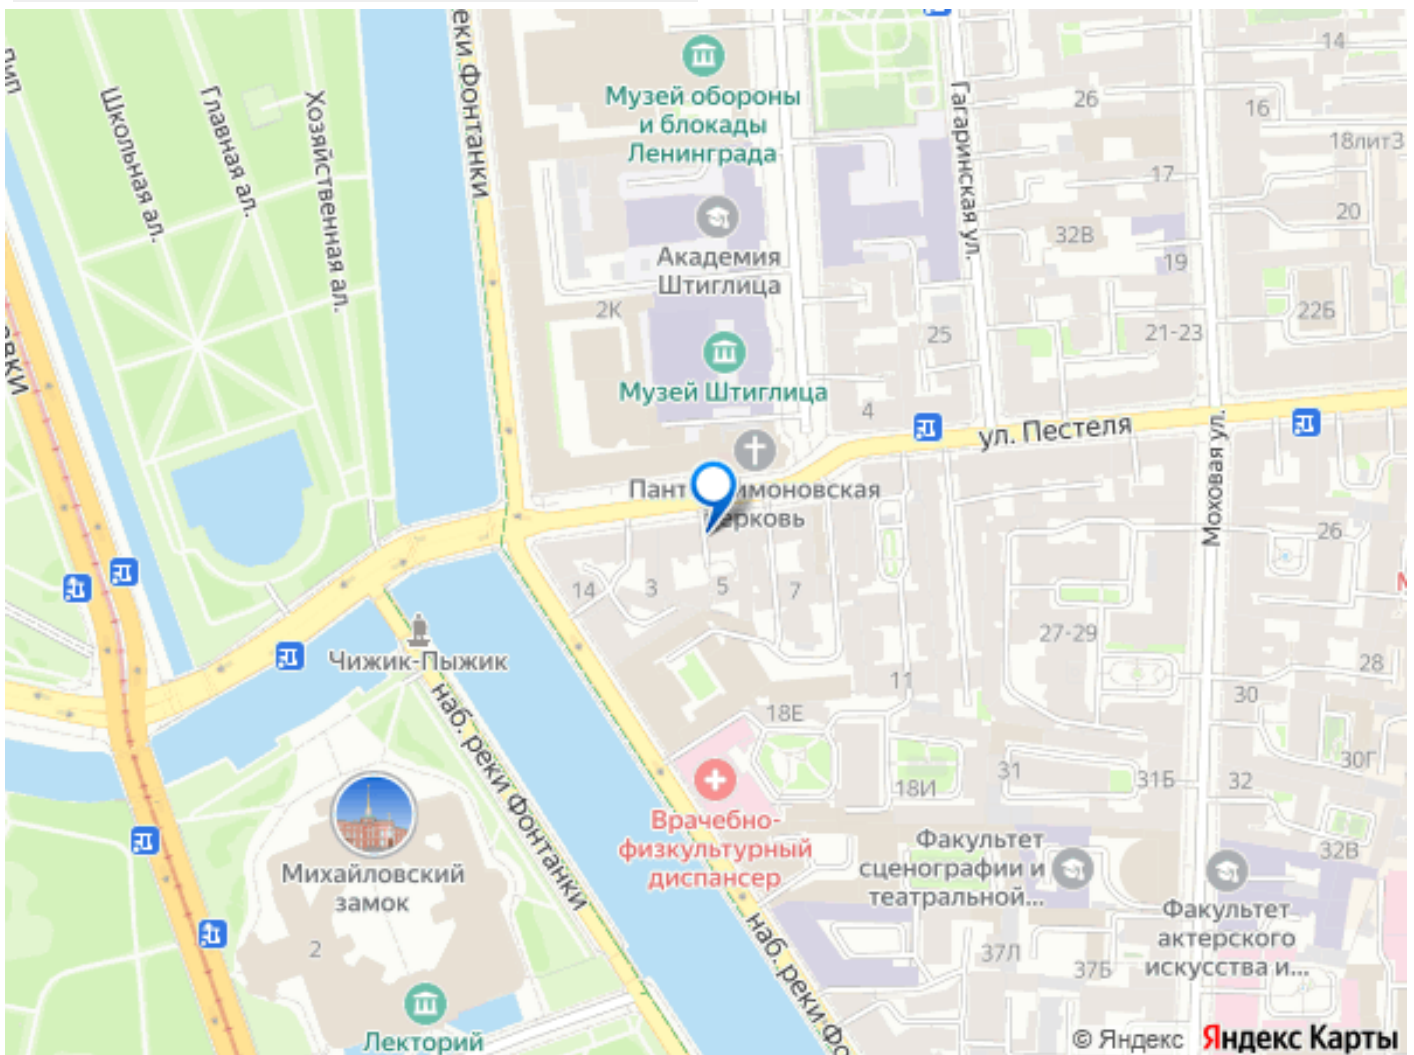 реки Фонтанки
Лип
Школьная ал.
Главная ал.
Хозяйственная ал.
Музей обороны
и блокады
Ленинграда
Гагаринская ул.
14
26
16
18литЗ
17
Академия
Штиглица
32В
20
19
2К
22Б
25
21-23
Музей Штиглица
4
ул. Пестеля
Моховая ул.
церковь
26
14
3
5
7
27-29
Чижик-Пыжик
28
11
30
18Е
наб. реки Фонтанки
30Г
31
31Б
32
18И
Врачебно-
физкультурный
диспансер
Факультет
сценографии и
театральной...
32В
Михайловский
замок
2
Факультет
актерского
искусства и...
37Л
37Б
наб. реки Фо
Лекторий
© Яндекс Яндекс Карты